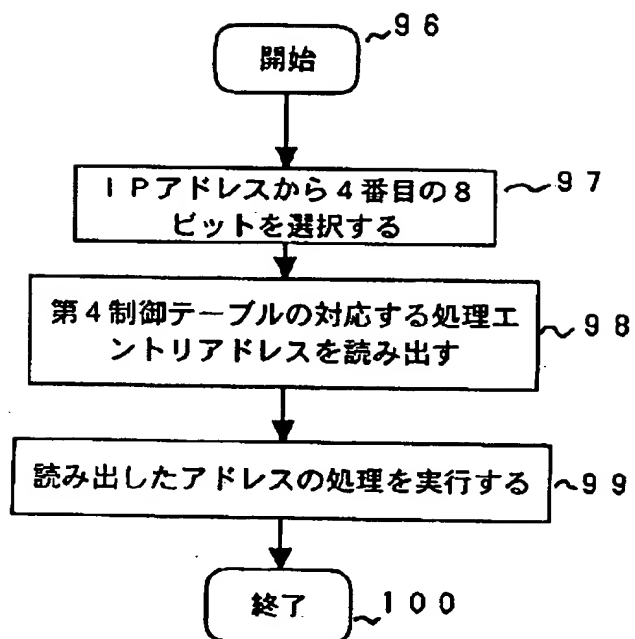 開始
～９６
ＩＰアドレスから４番目の８
ビットを選択する
～９７
第４制御テーブルの対応する処理エ
ントリアドレスを読み出す
～９８
読み出したアドレスの処理を実行する
～９９
終了
～１００